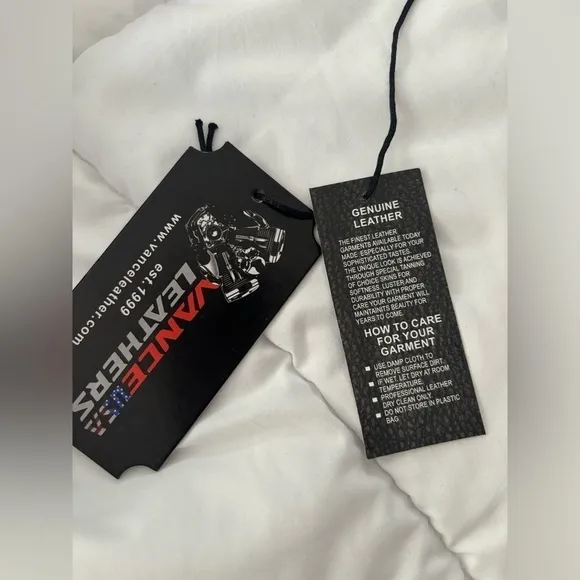 VANCE USA
LEATHERS
est. 1999
www.vanceleather.com
GENUINE
LEATHER
THE FINEST LEATHER
GARMENTS AVAILABLE TODAY
MADE: ESPECIALLY FOR YOUR
SOPHISTICATED TASTES.
THE UNIQUE LOOK IS ACHIEVED
THROUGH SPECIAL TANNING
OF CHOICE SKINS FOR
SOFTNESS. LUSTER AND
DURABILITY WITH PROPER
CARE YOUR GARMENT WILL
MAINTAINITS BEAUTY FOR
YEARS TO COME.
HOW TO CARE
FOR YOUR
GARMENT
USE.DAMP CLOTH TO
REMOVE SURFACE DIRT.
IF WET. LET DRY AT ROOM
TEMPERATURE.
PROFESSIONAL LEATHER
DRY CLEAN ONLY.
DO NOT STORE IN PLASTIC
BAG.